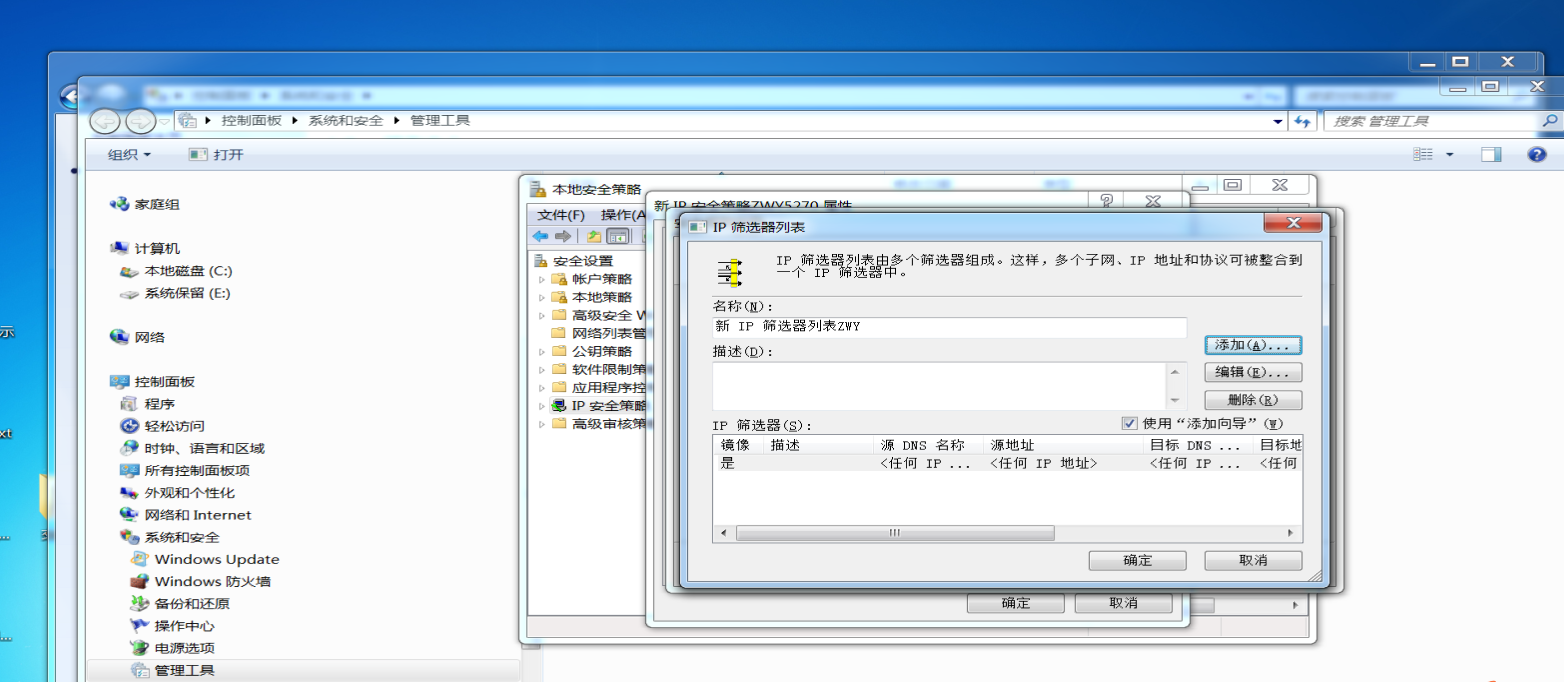 控制面板 系统和安全 管理工具 搜索 管理工具
组织 打开
家庭组
计算机
本地磁盘 (C:)
系统保留 (E:)
网络
控制面板
程序
轻松访问
时钟、语言和区域
所有控制面板项
外观和个性化
网络和 Internet
系统和安全
Windows Update
Windows 防火墙
备份和还原
操作中心
电源选项
管理工具
示
xt
本地安全策略
文件(F) 操作(A
安全设置
帐户策略
本地策略
高级安全 W
网络列表管
公钥策略
软件限制策
应用程序控
IP 安全策略
高级审核策
新 IP 安全策略ZWY5270 属性
确定 取消
IP 筛选器列表
IP 筛选器列表由多个筛选器组成。这样，多个子网、IP 地址和协议可被整合到
一个 IP 筛选器中。
名称(N):
新 IP 筛选器列表ZWY
描述(D):
添加(A)...
编辑(E)...
删除(R)
IP 筛选器(S): 使用“添加向导”(W)
镜像 描述 源 DNS 名称 源地址 目标 DNS ... 目标地
是 <任何 IP ... <任何 IP 地址> <任何 IP ... <任何
确定 取消